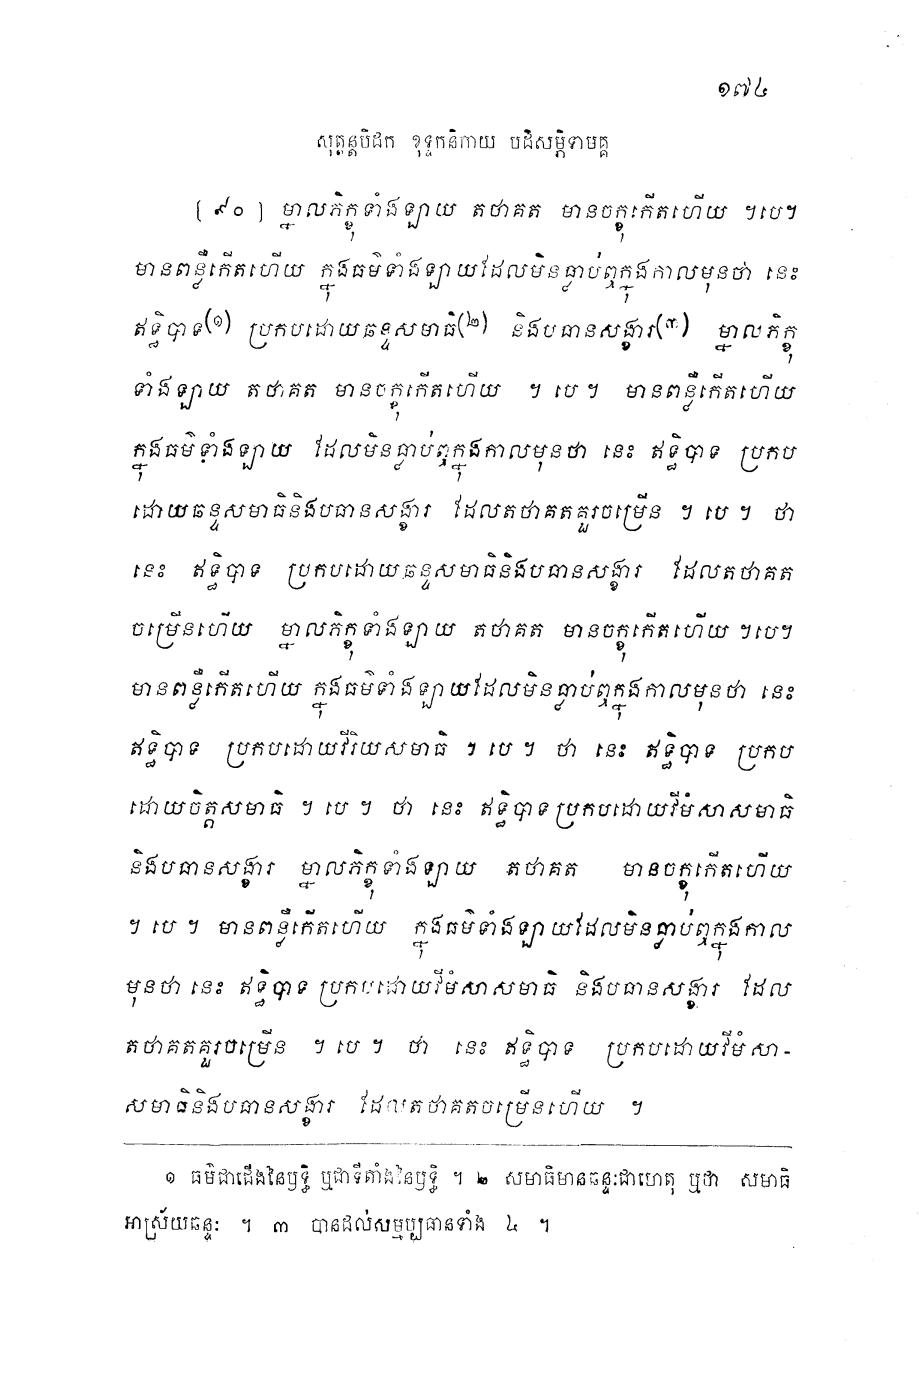 ១៧៤
សុត្តន្តបិដក ខុទ្ទកនិកាយ បដិសម្ភិទាមគ្គ
[ ៩០ ] ម្នាលភិក្ខុទាំងឡាយ តថាគត មានចក្ខុកើតហើយ ។បេ។
មានពន្លឺកើតហើយ ក្នុងធម៌ទាំងឡាយដែលមិនធ្លាប់ឮក្នុងកាលមុនថា នេះ
ឥទ្ធិបាទ(១) ប្រកបដោយឆន្ទសមាធិ(២) និងបធានសង្ខារ(៣) ម្នាលភិក្ខុ
ទាំងឡាយ តថាគត មានចក្ខុកើតហើយ ។ បេ ។ មានពន្លឺកើតហើយ
ក្នុងធម៌ទាំងឡាយ ដែលមិនធ្លាប់ឮក្នុងកាលមុនថា នេះ ឥទ្ធិបាទ ប្រកប
ដោយឆន្ទសមាធិនិងបធានសង្ខារ ដែលតថាគតគួរចម្រើន ។ បេ ។ ថា
នេះ ឥទ្ធិបាទ ប្រកបដោយឆន្ទសមាធិនិងបធានសង្ខារ ដែលតថាគត
ចម្រើនហើយ ម្នាលភិក្ខុទាំងឡាយ តថាគត មានចក្ខុកើតហើយ ។បេ។
មានពន្លឺកើតហើយ ក្នុងធម៌ទាំងឡាយដែលមិនធ្លាប់ឮក្នុងកាលមុនថា នេះ
ឥទ្ធិបាទ ប្រកបដោយវីរិយសមាធិ ។ បេ ។ ថា នេះ ឥទ្ធិបាទ ប្រកប
ដោយចិត្តសមាធិ ។ បេ ។ ថា នេះ ឥទ្ធិបាទប្រកបដោយវីមំសាសមាធិ
និងបធានសង្ខារ ម្នាលភិក្ខុទាំងឡាយ តថាគត មានចក្ខុកើតហើយ
។ បេ ។ មានពន្លឺកើតហើយ ក្នុងធម៌ទាំងឡាយដែលមិនធ្លាប់ឮក្នុងកាល
មុនថា នេះ ឥទ្ធិបាទ ប្រកបដោយវីមំសាសមាធិ និងបធានសង្ខារ ដែល
តថាគតគួរចម្រើន ។ បេ ។ ថា នេះ ឥទ្ធិបាទ ប្រកបដោយវីមំសា-
សមាធិនិងបធានសង្ខារ ដែលតថាគតចម្រើនហើយ ។
១ ធម៌ជាជើងនៃឫទ្ធិ ឬជាទីតាំងនៃឫទ្ធិ ។ ២ សមាធិមានឆន្ទៈជាហេតុ ឬថា សមាធិ
អាស្រ័យឆន្ទៈ ។ ៣ បានដល់សម្មប្បធានទាំង ៤ ។